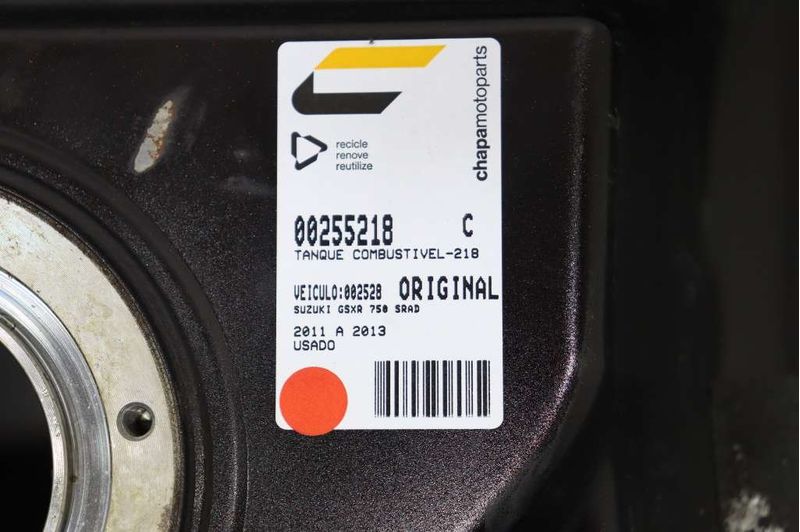 chapamotoparts
recicle
renove
reutilize
00255218 C
TANQUE COMBUSTIVEL-218
VEICULO:002528 ORIGINAL
SUZUKI GSXR 750 SRAD
2011 A 2013
USADO